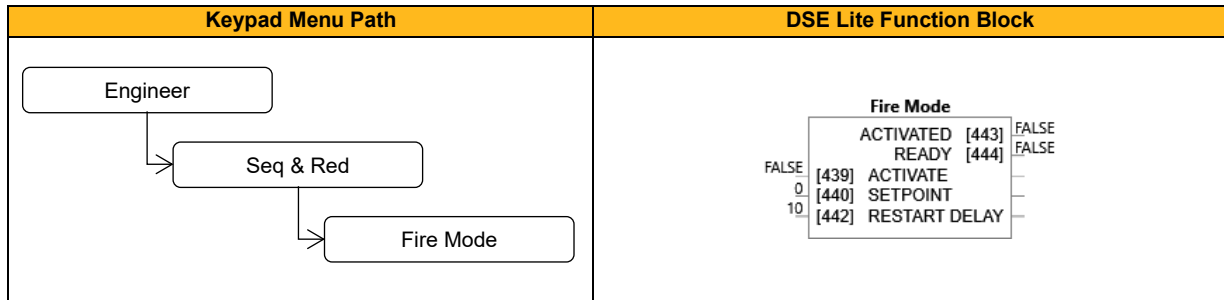 Keypad Menu Path
DSE Lite Function Block
Engineer
Seq & Red
Fire Mode
Fire Mode
ACTIVATED [443] FALSE
READY [444] FALSE
FALSE [439] ACTIVATE
0 [440] SETPOINT
10 [442] RESTART DELAY